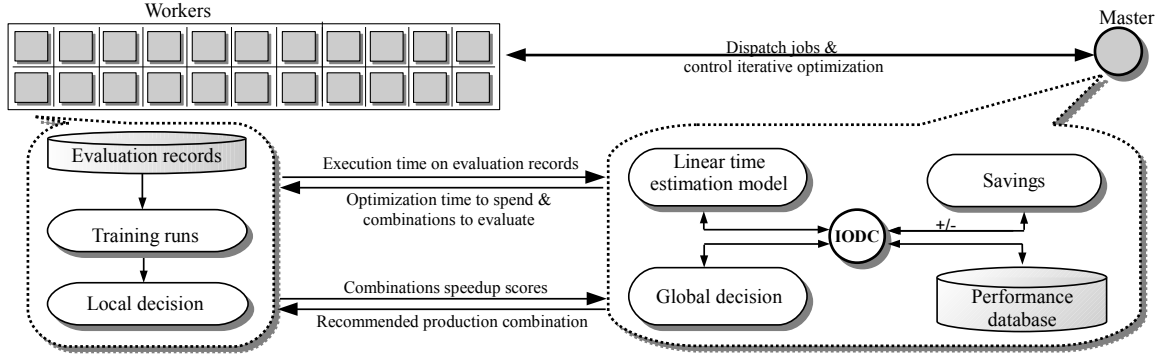 Workers
Master
Dispatch jobs &
control iterative optimization
Evaluation records
Training runs
Local decision
Execution time on evaluation records
Optimization time to spend &
combinations to evaluate
Combinations speedup scores
Recommended production combination
Linear time
estimation model
Savings
IODC
+/-
Global decision
Performance
database